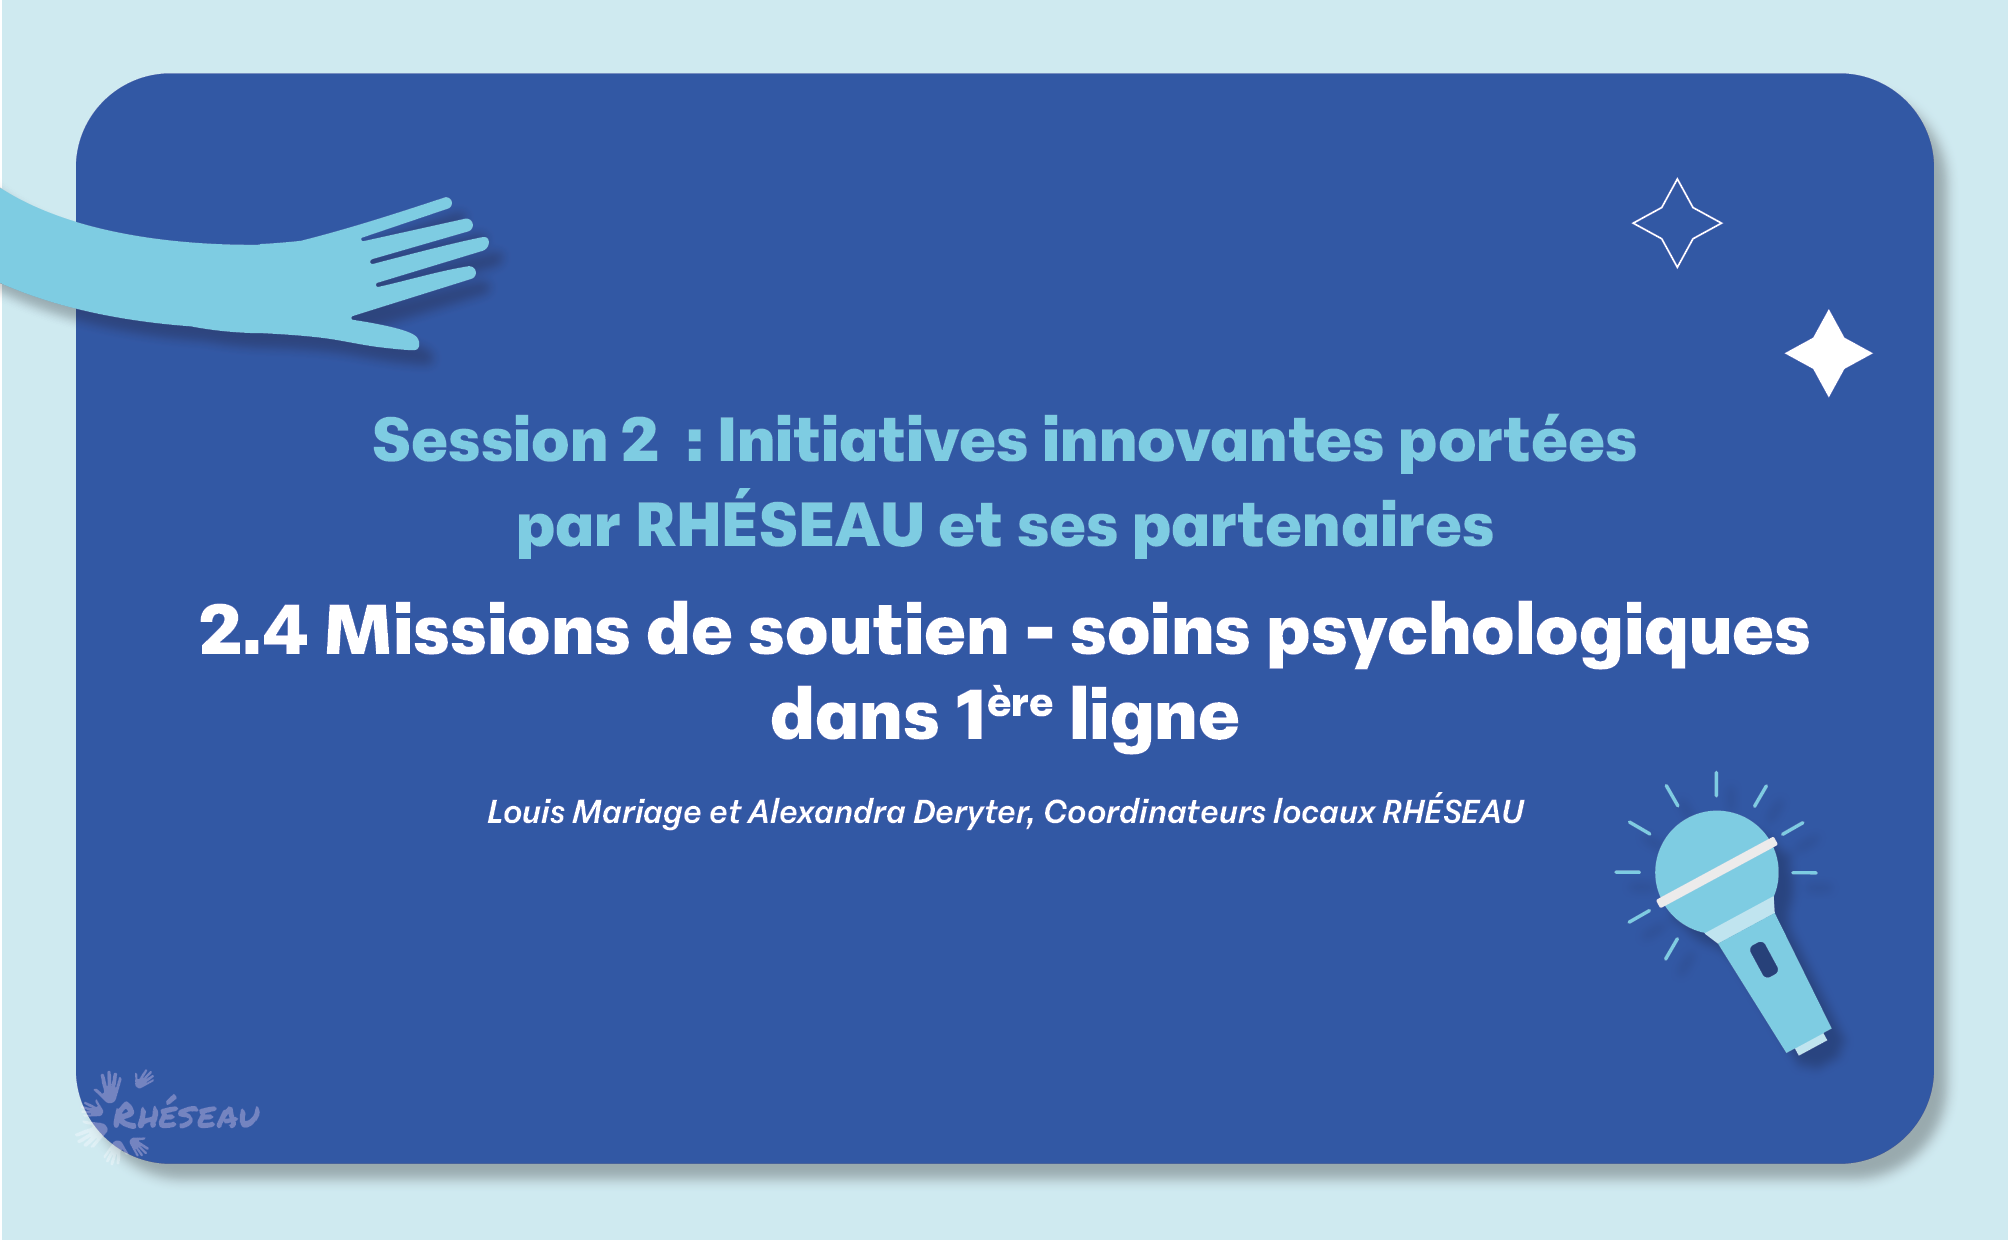 Session 2  : Initiatives innovantes portées
par RHÉSEAU et ses partenaires
2.4 Missions de soutien - soins psychologiques
dans 1ère ligne
Louis Mariage et Alexandra Deryter, Coordinateurs locaux RHÉSEAU
RHÉSEAU